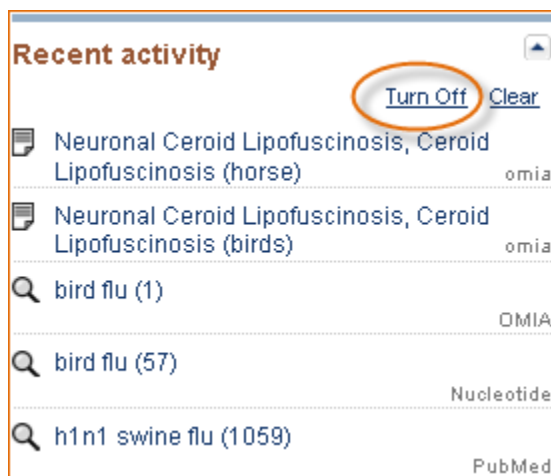 Recent activity
Turn Off Clear
Neuronal Ceroid Lipofuscinosis, Ceroid
Lipofuscinosis (horse)
omia
Neuronal Ceroid Lipofuscinosis, Ceroid
Lipofuscinosis (birds)
omia
bird flu (1)
OMIA
bird flu (57)
Nucleotide
h1n1 swine flu (1059)
PubMed